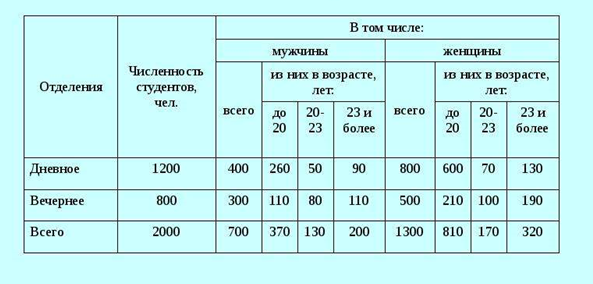 В том числе:
мужчины женщины
Отделения Численность студентов, чел. всего из них в возрасте, лет: всего из них в возрасте, лет:
до 20 20-23 23 и более до 20 20-23 23 и более
Дневное 1200 400 260 50 90 800 600 70 130
Вечернее 800 300 110 80 110 500 210 100 190
Всего 2000 700 370 130 200 1300 810 170 320